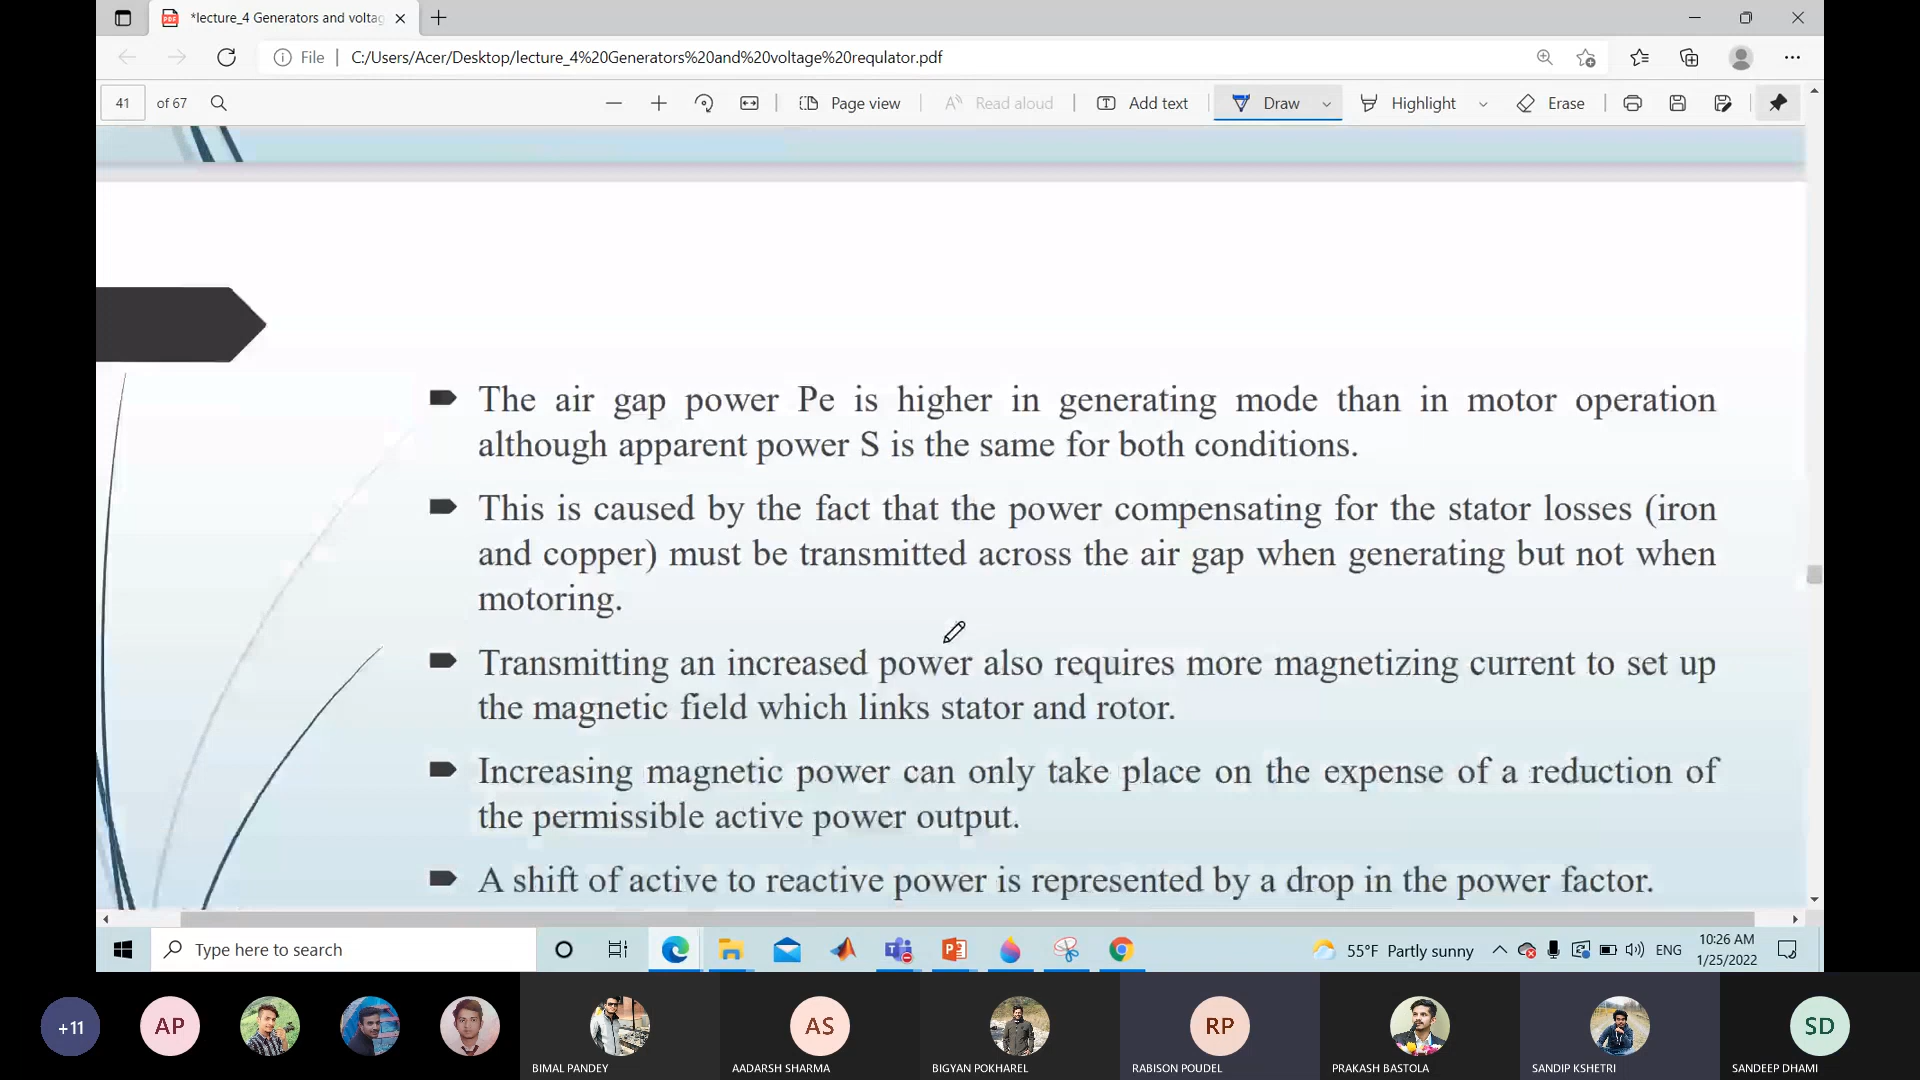 *lecture_4 Generators and voltag
File
C:/Users/Acer/Desktop/lecture_4%20Generators%20and%20voltage%20requlator.pdf
41 of 67
Page view
Read aloud
Add text
Draw
Highlight
Erase
The air gap power Pe is higher in generating mode than in motor operation
although apparent power S is the same for both conditions.
This is caused by the fact that the power compensating for the stator losses (iron
and copper) must be transmitted across the air gap when generating but not when
motoring.
Transmitting an increased power also requires more magnetizing current to set up
the magnetic field which links stator and rotor.
Increasing magnetic power can only take place on the expense of a reduction of
the permissible active power output.
A shift of active to reactive power is represented by a drop in the power factor.
Type here to search
55°F Partly sunny
ENG
10:26 AM
1/25/2022
+11
AP
AS
RP
SD
BIMAL PANDEY
AADARSH SHARMA
BIGYAN POKHAREL
RABISON POUDEL
PRAKASH BASTOLA
SANDIP KSHETRI
SANDEEP DHAMI